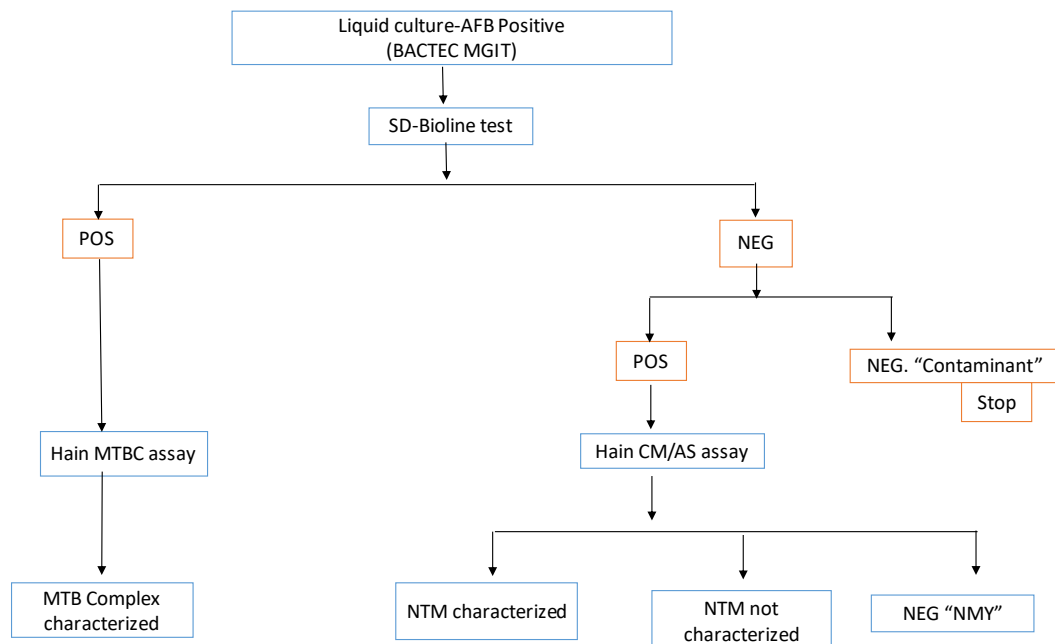 Liquid culture-AFB Positive
(BACTEC MGIT)
SD-Bioline test
POS
NEG
POS
NEG. “Contaminant”
Stop
Hain MTBC assay
Hain CM/AS assay
MTB Complex
characterized
NTM characterized
NTM not
characterized
NEG “NMY”